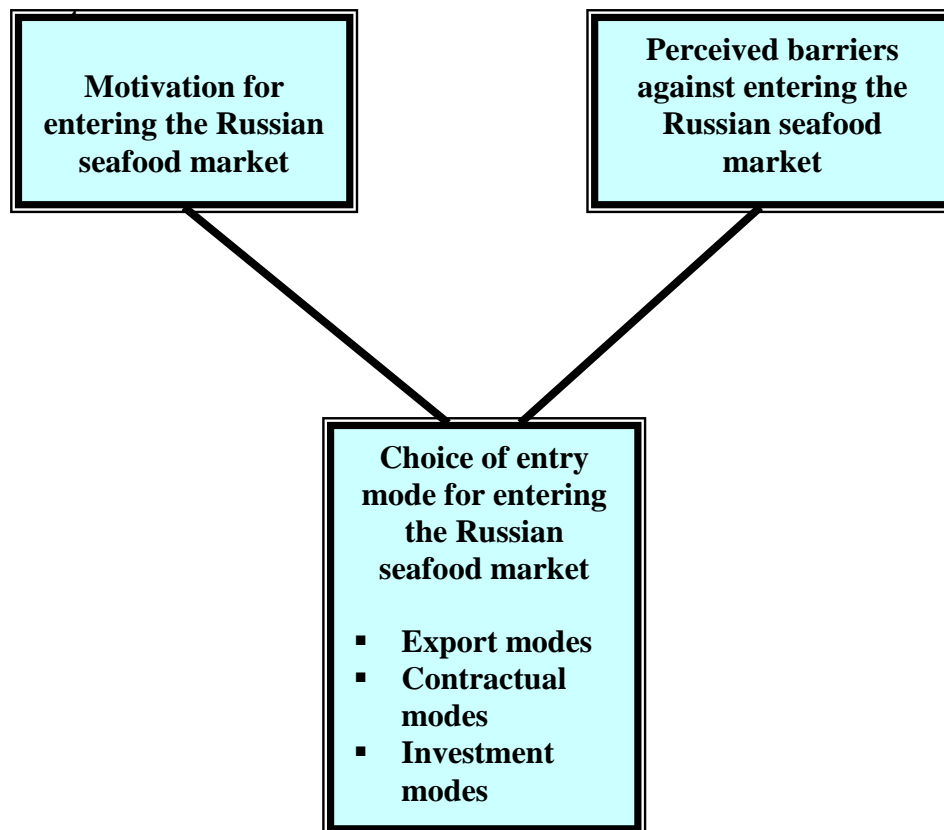 Motivation for
entering the Russian
seafood market
Perceived barriers
against entering the
Russian seafood
market
Choice of entry
mode for entering
the Russian
seafood market
▪ Export modes
▪ Contractual
modes
▪ Investment
modes